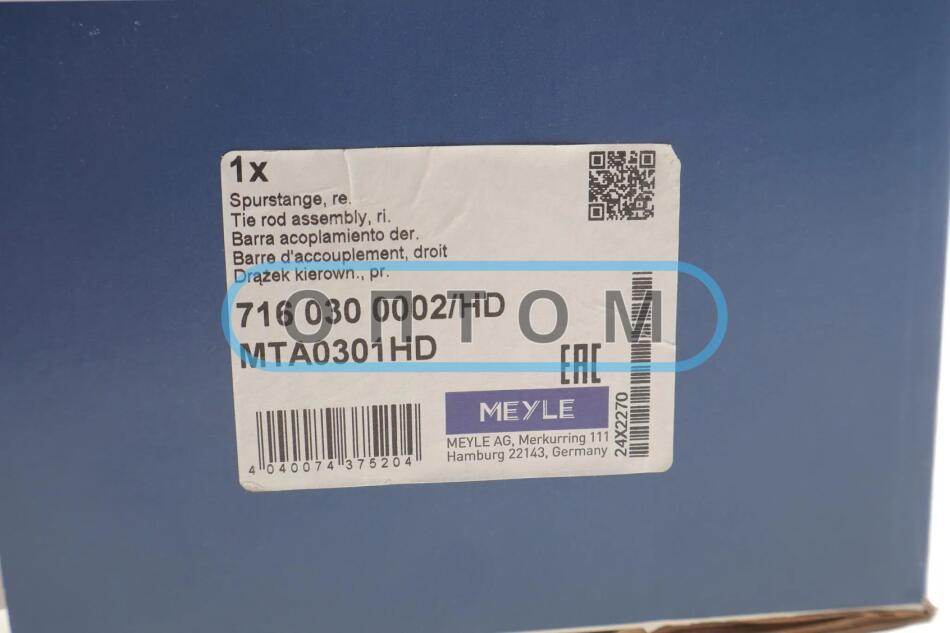 1x
Spurstange, re.
Tie rod assembly, ri.
Barra acoplamiento der.
Barre d'accouplement, droit
Drążek kierown., pr.
716 030 0002/HD
ОПТОМ
MTA0301HD
EAC
MEYLE
MEYLE AG, Merkurring 111
Hamburg 22143, Germany
4 040074 375204
24X2270